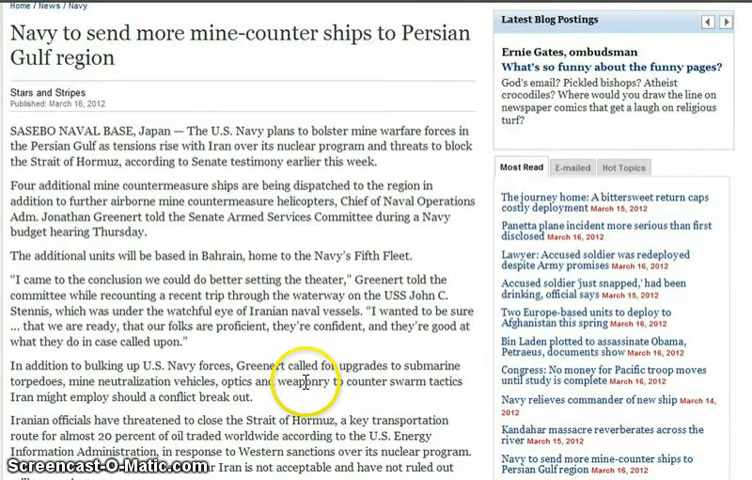 Home / News / Navy
Navy to send more mine-counter ships to Persian
Gulf region
Stars and Stripes
Published: March 16, 2012
SASEBO NAVAL BASE, Japan — The U.S. Navy plans to bolster mine warfare forces in
the Persian Gulf as tensions rise with Iran over its nuclear program and threats to block
the Strait of Hormuz, according to Senate testimony earlier this week.
Four additional mine countermeasure ships are being dispatched to the region in
addition to further airborne mine countermeasure helicopters, Chief of Naval Operations
Adm. Jonathan Greenert told the Senate Armed Services Committee during a Navy
budget hearing Thursday.
The additional units will be based in Bahrain, home to the Navy's Fifth Fleet.
“I came to the conclusion we could do better setting the theater,” Greenert told the
committee while recounting a recent trip through the waterway on the USS John C.
Stennis, which was under the watchful eye of Iranian naval vessels. “I wanted to be sure
... that we are ready, that our folks are proficient, they're confident, and they're good at
what they do in case called upon.”
In addition to bulking up U.S. Navy forces, Greenert called for upgrades to submarine
torpedoes, mine neutralization vehicles, optics and weaponry to counter swarm tactics
Iran might employ should a conflict break out.
Iranian officials have threatened to close the Strait of Hormuz, a key transportation
route for almost 20 percent of oil traded worldwide according to the U.S. Energy
Information Administration, in response to Western sanctions over its nuclear program.
ar Iran is not acceptable and have not ruled out
Screencast-O-Matic.com
Latest Blog Postings
Ernie Gates, ombudsman
What's so funny about the funny pages?
God's email? Pickled bishops? Atheist
crocodiles? Where would you draw the line on
newspaper comics that get a laugh on religious
turf?
Most Read E-mailed Hot Topics
The journey home: A bittersweet return caps
costly deployment March 15, 2012
Panetta plane incident more serious than first
disclosed March 16, 2012
Lawyer: Accused soldier was redeployed
despite Army promises March 16, 2012
Accused soldier 'just snapped,' had been
drinking, official says March 15, 2012
Two Europe-based units to deploy to
Afghanistan this spring March 16, 2012
Bin Laden plotted to assassinate Obama,
Petraeus, documents show March 16, 2012
Congress: No money for Pacific troop moves
until study is complete March 16, 2012
Navy relieves commander of new ship March 14,
2012
Kandahar massacre reverberates across the
river March 15, 2012
Navy to send more mine-counter ships to
Persian Gulf region March 16, 2012